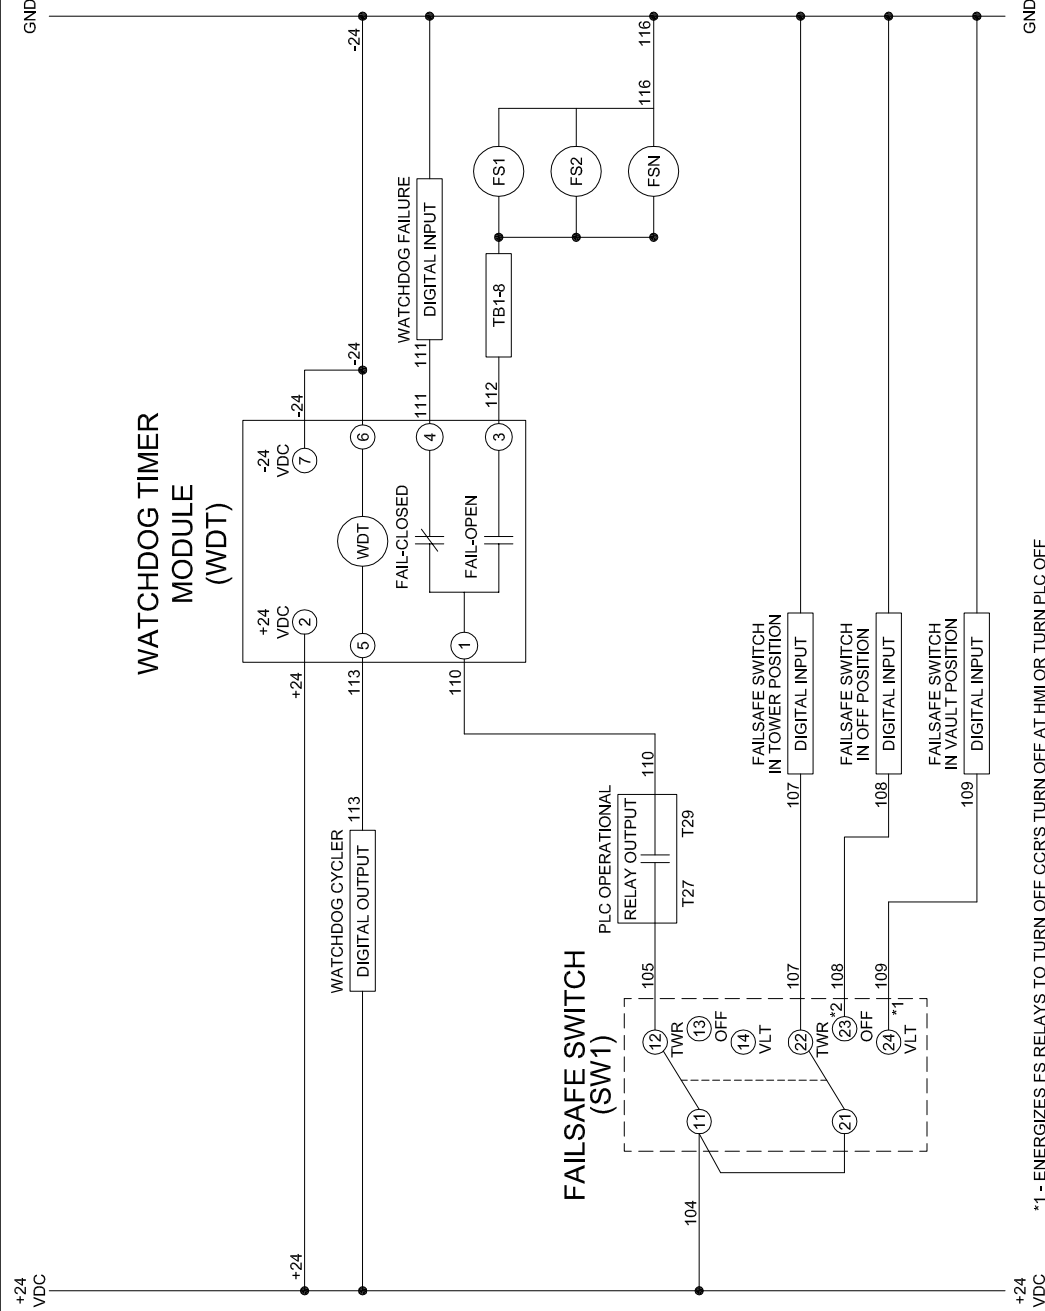 GND
GND
-24
116
116
FS1
FS2
FSN
WATCHDOG FAILURE
DIGITAL INPUT
TB1-8
-24
-24
111
111
112
WATCHDOG TIMER
MODULE
(WDT)
-24
VDC
7
6
4
3
WDT
FAIL-CLOSED
FAIL-OPEN
+24
VDC
2
5
1
+24
113
110
WATCHDOG CYCLER
DIGITAL OUTPUT
113
PLC OPERATIONAL
RELAY OUTPUT
110
T27
T29
105
FAILSAFE SWITCH
IN TOWER POSITION
DIGITAL INPUT
107
107
FAILSAFE SWITCH
IN OFF POSITION
DIGITAL INPUT
108
108
FAILSAFE SWITCH
IN VAULT POSITION
DIGITAL INPUT
109
109
FAILSAFE SWITCH
(SW1)
12
TWR
13
OFF
14
VLT
22
TWR
*2
23
OFF
24
*1
VLT
11
21
104
+24
+24
VDC
+24
VDC
*1 - ENERGIZES FS RELAYS TO TURN OFF CCR'S TURN OFF AT HMI OR TURN PLC OFF